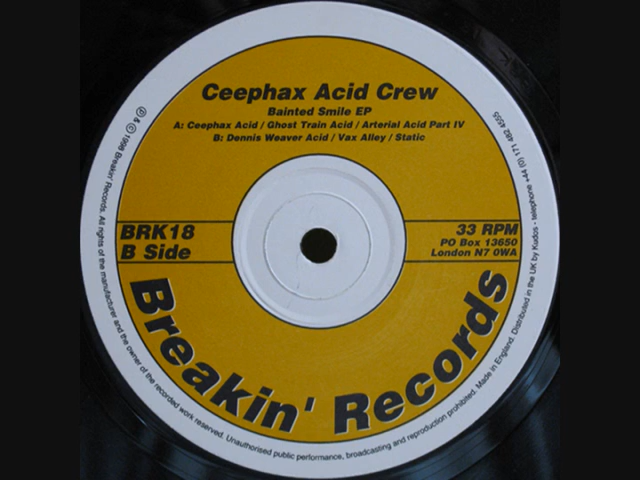 Ceephax Acid Crew
Bainted Smile EP
A: Ceephax Acid / Ghost Train Acid / Arterial Acid Part IV
B: Dennis Weaver Acid / Vax Alley / Static
BRK18
B Side
33 RPM
PO Box 13650
London N7 0WA
Breakin' Records
℗ & © 1998 Breakin' Records. All rights of the manufacturer and the owner of the recorded work reserved. Unauthorised public performance, broadcasting and reproduction prohibited. Made in England. Distributed in the UK by Kudos - telephone +44 (0) 171 482 4555